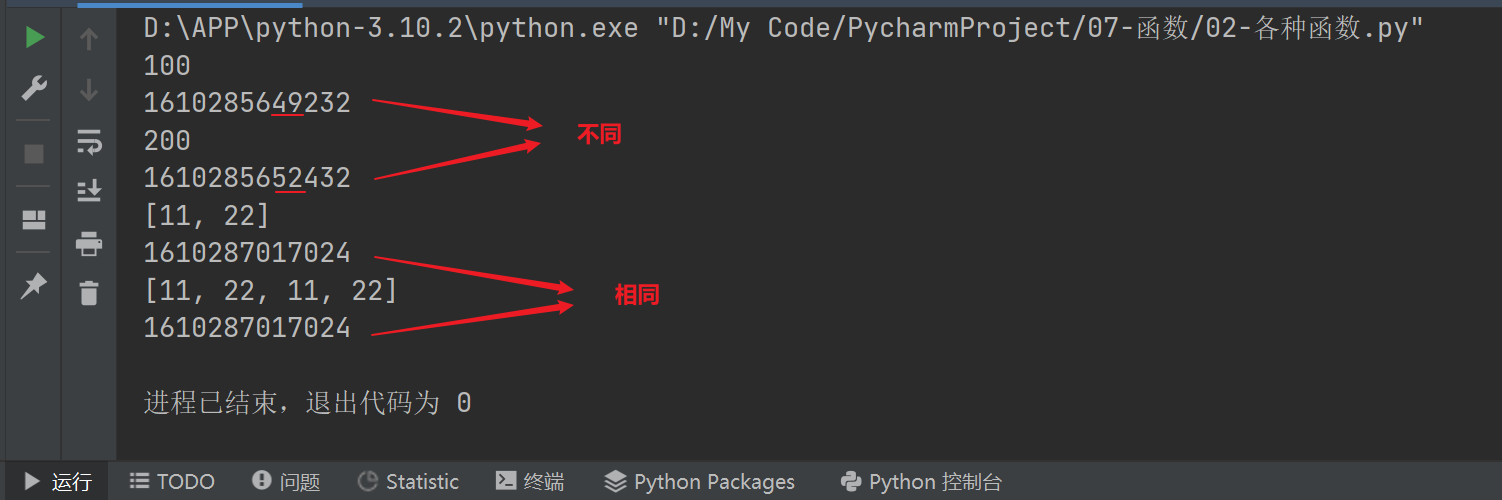 D:\APP\python-3.10.2\python.exe "D:/My Code/PycharmProject/07-函数/02-各种函数.py"
100
1610285649232
不同
200
1610285652432
[11, 22]
1610287017024
相同
[11, 22, 11, 22]
1610287017024
进程已结束，退出代码为 0
运行 TODO 问题 Statistic 终端 Python Packages Python 控制台